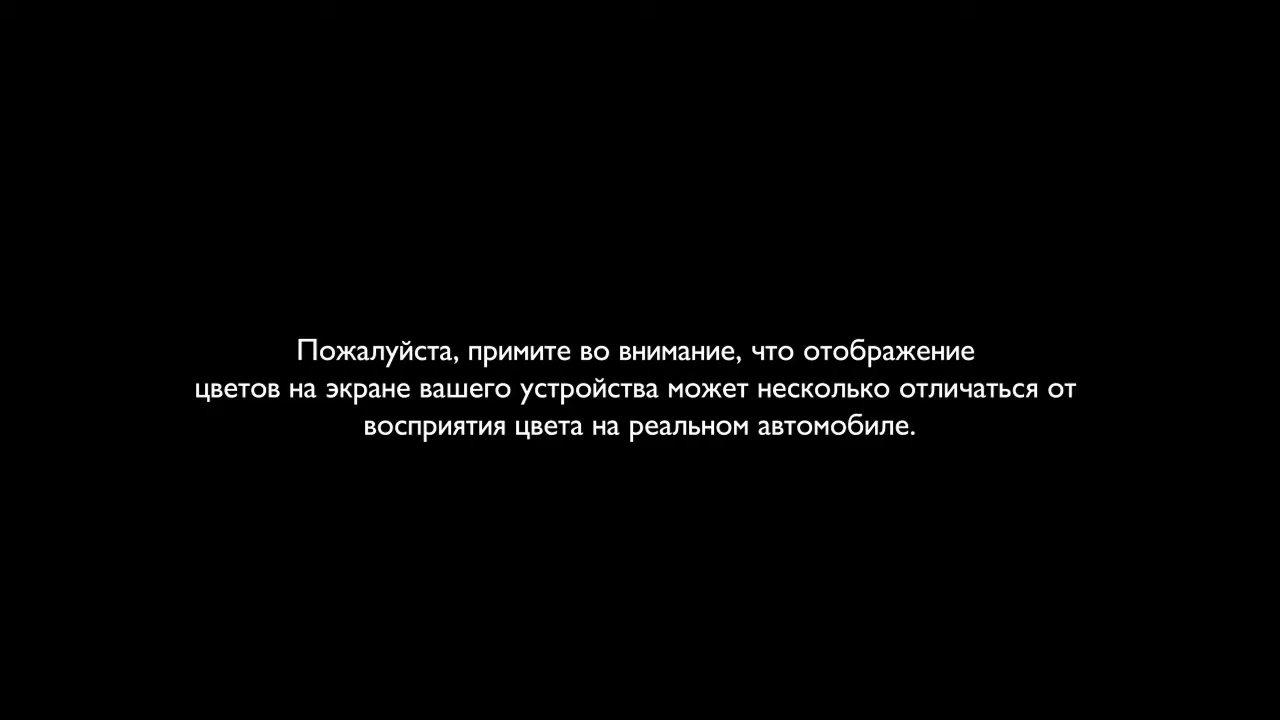 Пожалуйста, примите во внимание, что отображение
цветов на экране вашего устройства может несколько отличаться от
восприятия цвета на реальном автомобиле.